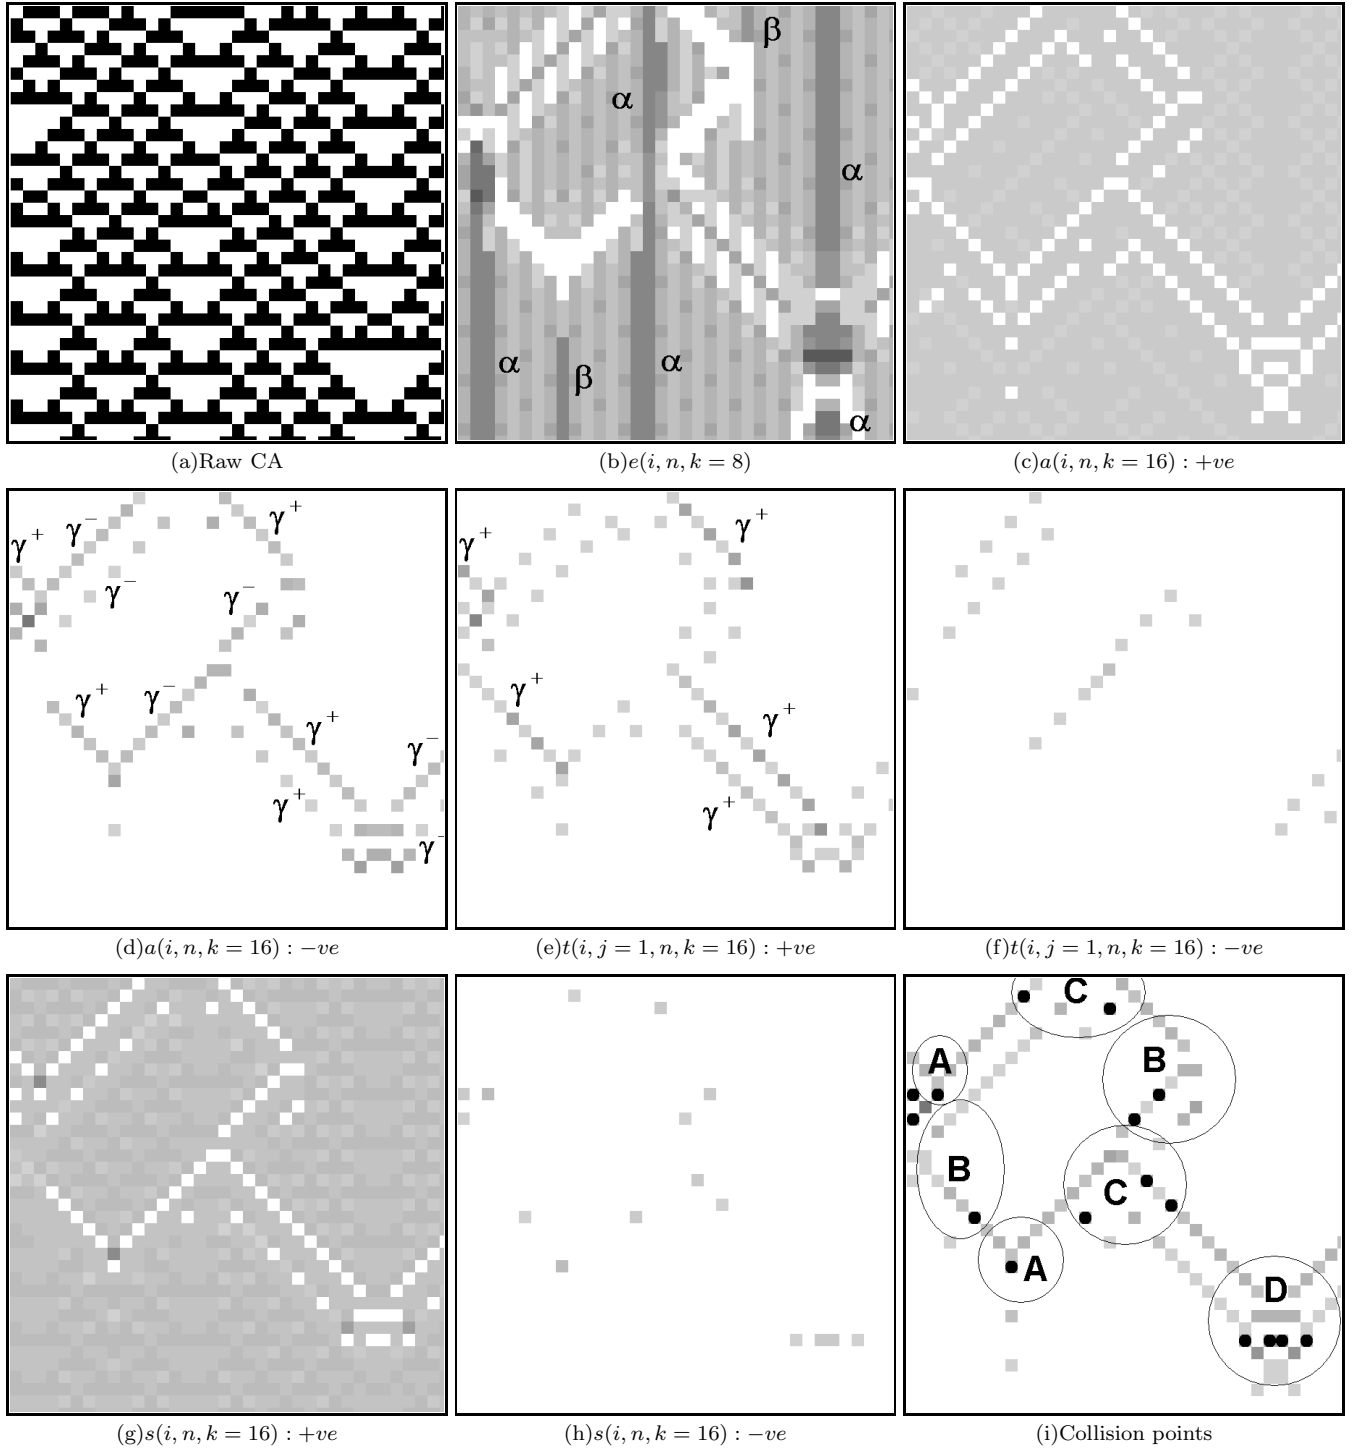 β
α
α
α
β
α
α
(a)Raw CA
(b)e(i, n, k = 8)
(c)a(i, n, k = 16) : +ve
γ⁺
γ⁻
γ⁺
γ⁻
γ⁻
γ⁺
γ⁻
γ⁺
γ⁻
γ⁺
γ⁻
γ⁺
γ⁺
γ⁺
γ⁺
γ⁺
(d)a(i, n, k = 16) : −ve
(e)t(i, j = 1, n, k = 16) : +ve
(f)t(i, j = 1, n, k = 16) : −ve
C
A
B
B
C
A
D
(g)s(i, n, k = 16) : +ve
(h)s(i, n, k = 16) : −ve
(i)Collision points